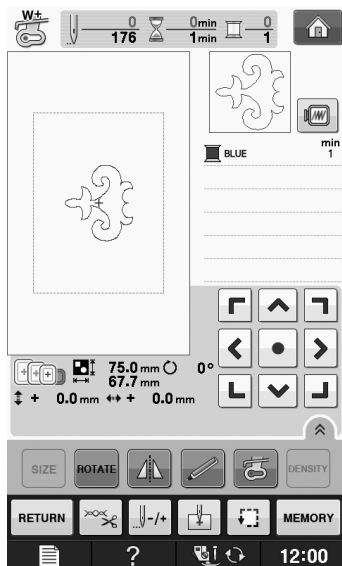 W+
0 0min 0
176 1min 1
min
BLUE 1
75.0 mm 0°
67.7 mm
+ 0.0 mm + 0.0 mm
SIZE ROTATE DENSITY
RETURN -/+ MEMORY
? 12:00